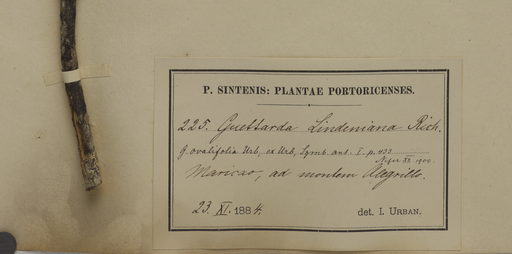 P. SINTENIS: PLANTAE PORTORICENSES.
225. Guettarda Lindeniana Rich.
G. ovalifolia Urb, ex Urb, Symb. ant. I. p. 433
1900.
Maricao, ad montem Alegrillo.
23. XI. 1884. det. I. URBAN.